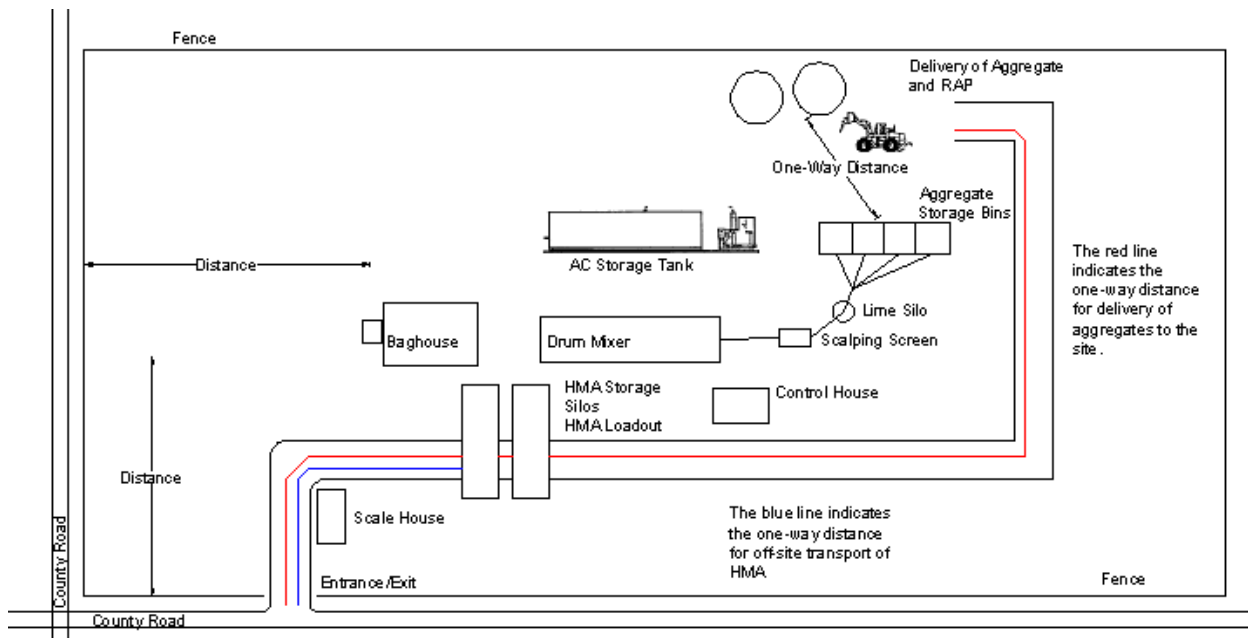 Fence
Delivery of Aggregate
and RAP
One-Way Distance
Aggregate
Storage Bins
Distance
AC Storage Tank
The red line
indicates the
one-way distance
for delivery of
aggregates to the
site.
Lime Silo
Baghouse
Drum Mixer
Scalping Screen
HMA Storage
Silos
HMA Loadout
Control House
Distance
Scale House
The blue line indicates
the one-way distance
for off-site transport of
HMA
County Road
Entrance/Exit
Fence
County Road